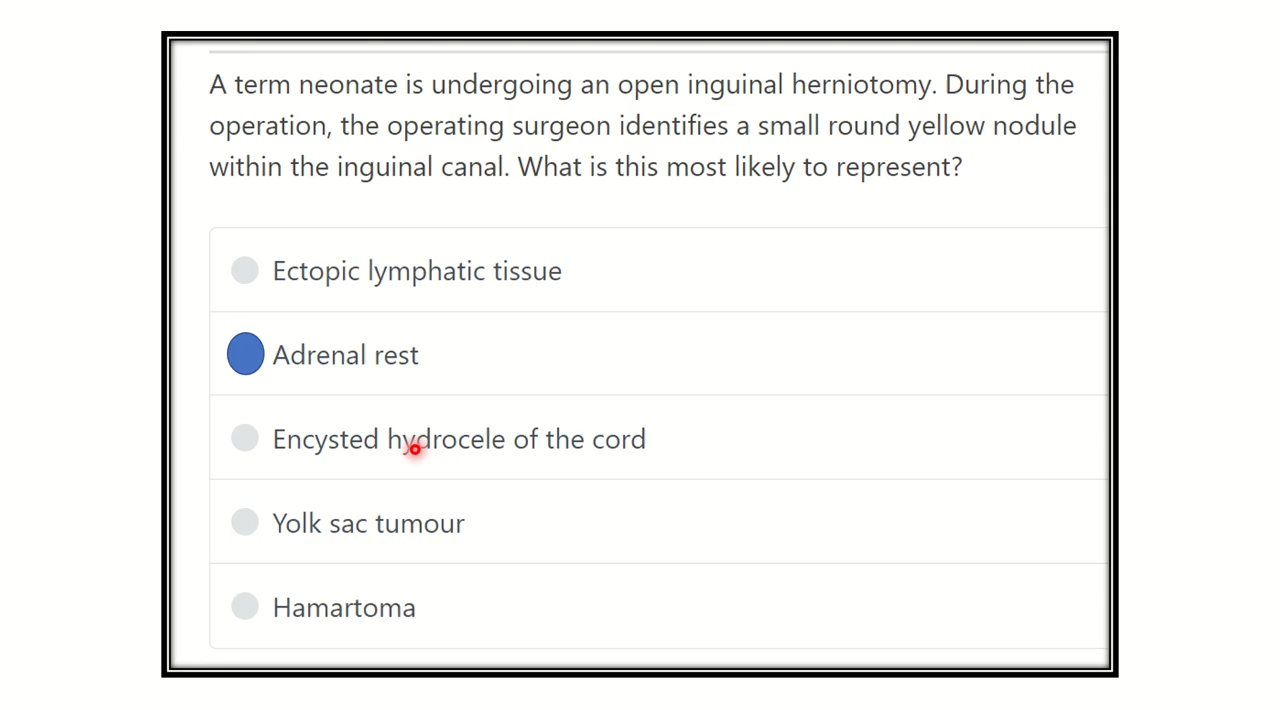 A term neonate is undergoing an open inguinal herniotomy. During the
operation, the operating surgeon identifies a small round yellow nodule
within the inguinal canal. What is this most likely to represent?
Ectopic lymphatic tissue
Adrenal rest
Encysted hydrocele of the cord
Yolk sac tumour
Hamartoma